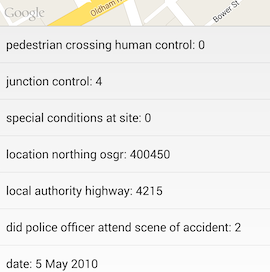 Google
Oldham R
Bower St
pedestrian crossing human control: 0
junction control: 4
special conditions at site: 0
location northing osgr: 400450
local authority highway: 4215
did police officer attend scene of accident: 2
date: 5 May 2010